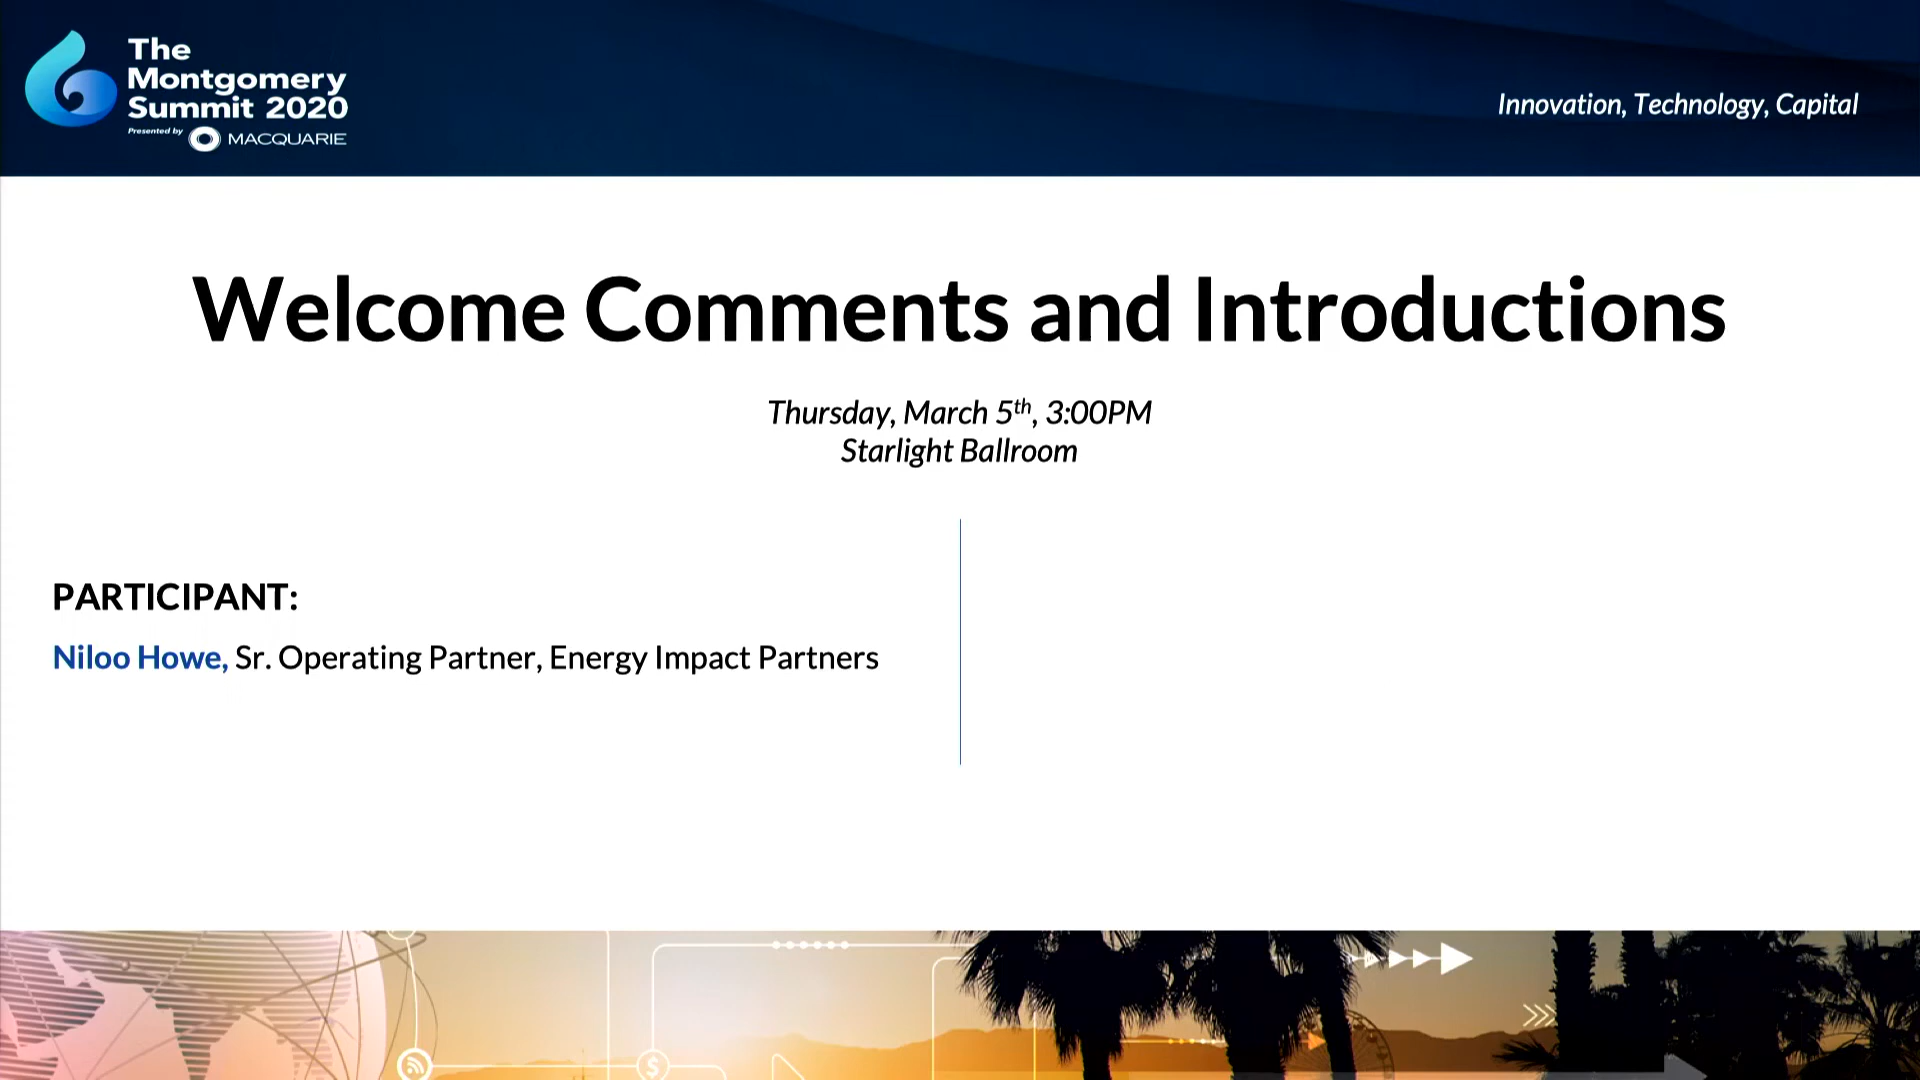 The
Montgomery
Summit 2020
Presented by MACQUARIE
Innovation, Technology, Capital
Welcome Comments and Introductions
Thursday, March 5th, 3:00PM
Starlight Ballroom
PARTICIPANT:
Niloo Howe, Sr. Operating Partner, Energy Impact Partners
$